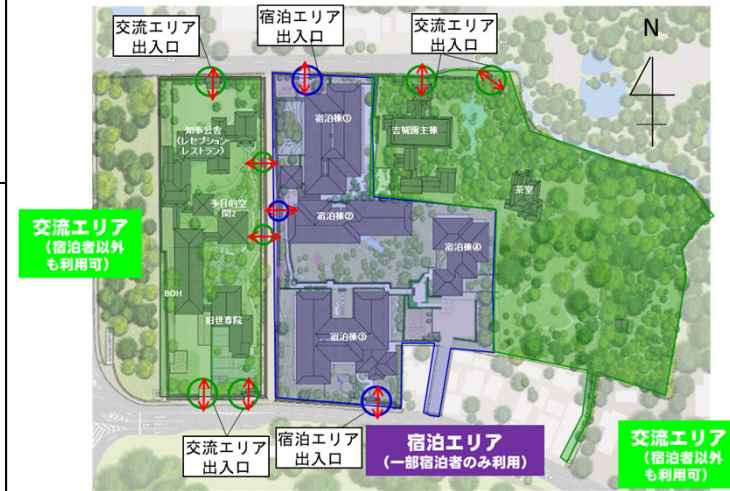 交流エリア
出入口
宿泊エリア
出入口
交流エリア
出入口
N
知事公舎
(レセプション・
レストラン)
宿泊棟①
吉城園主棟
茶室
多目的空
間2
宿泊棟②
宿泊棟④
交流エリア
(宿泊者以外
も利用可)
BOH
旧世尊院
宿泊棟③
交流エリア
出入口
宿泊エリア
出入口
宿泊エリア
(一部宿泊者のみ利用)
交流エリア
(宿泊者以外
も利用可)